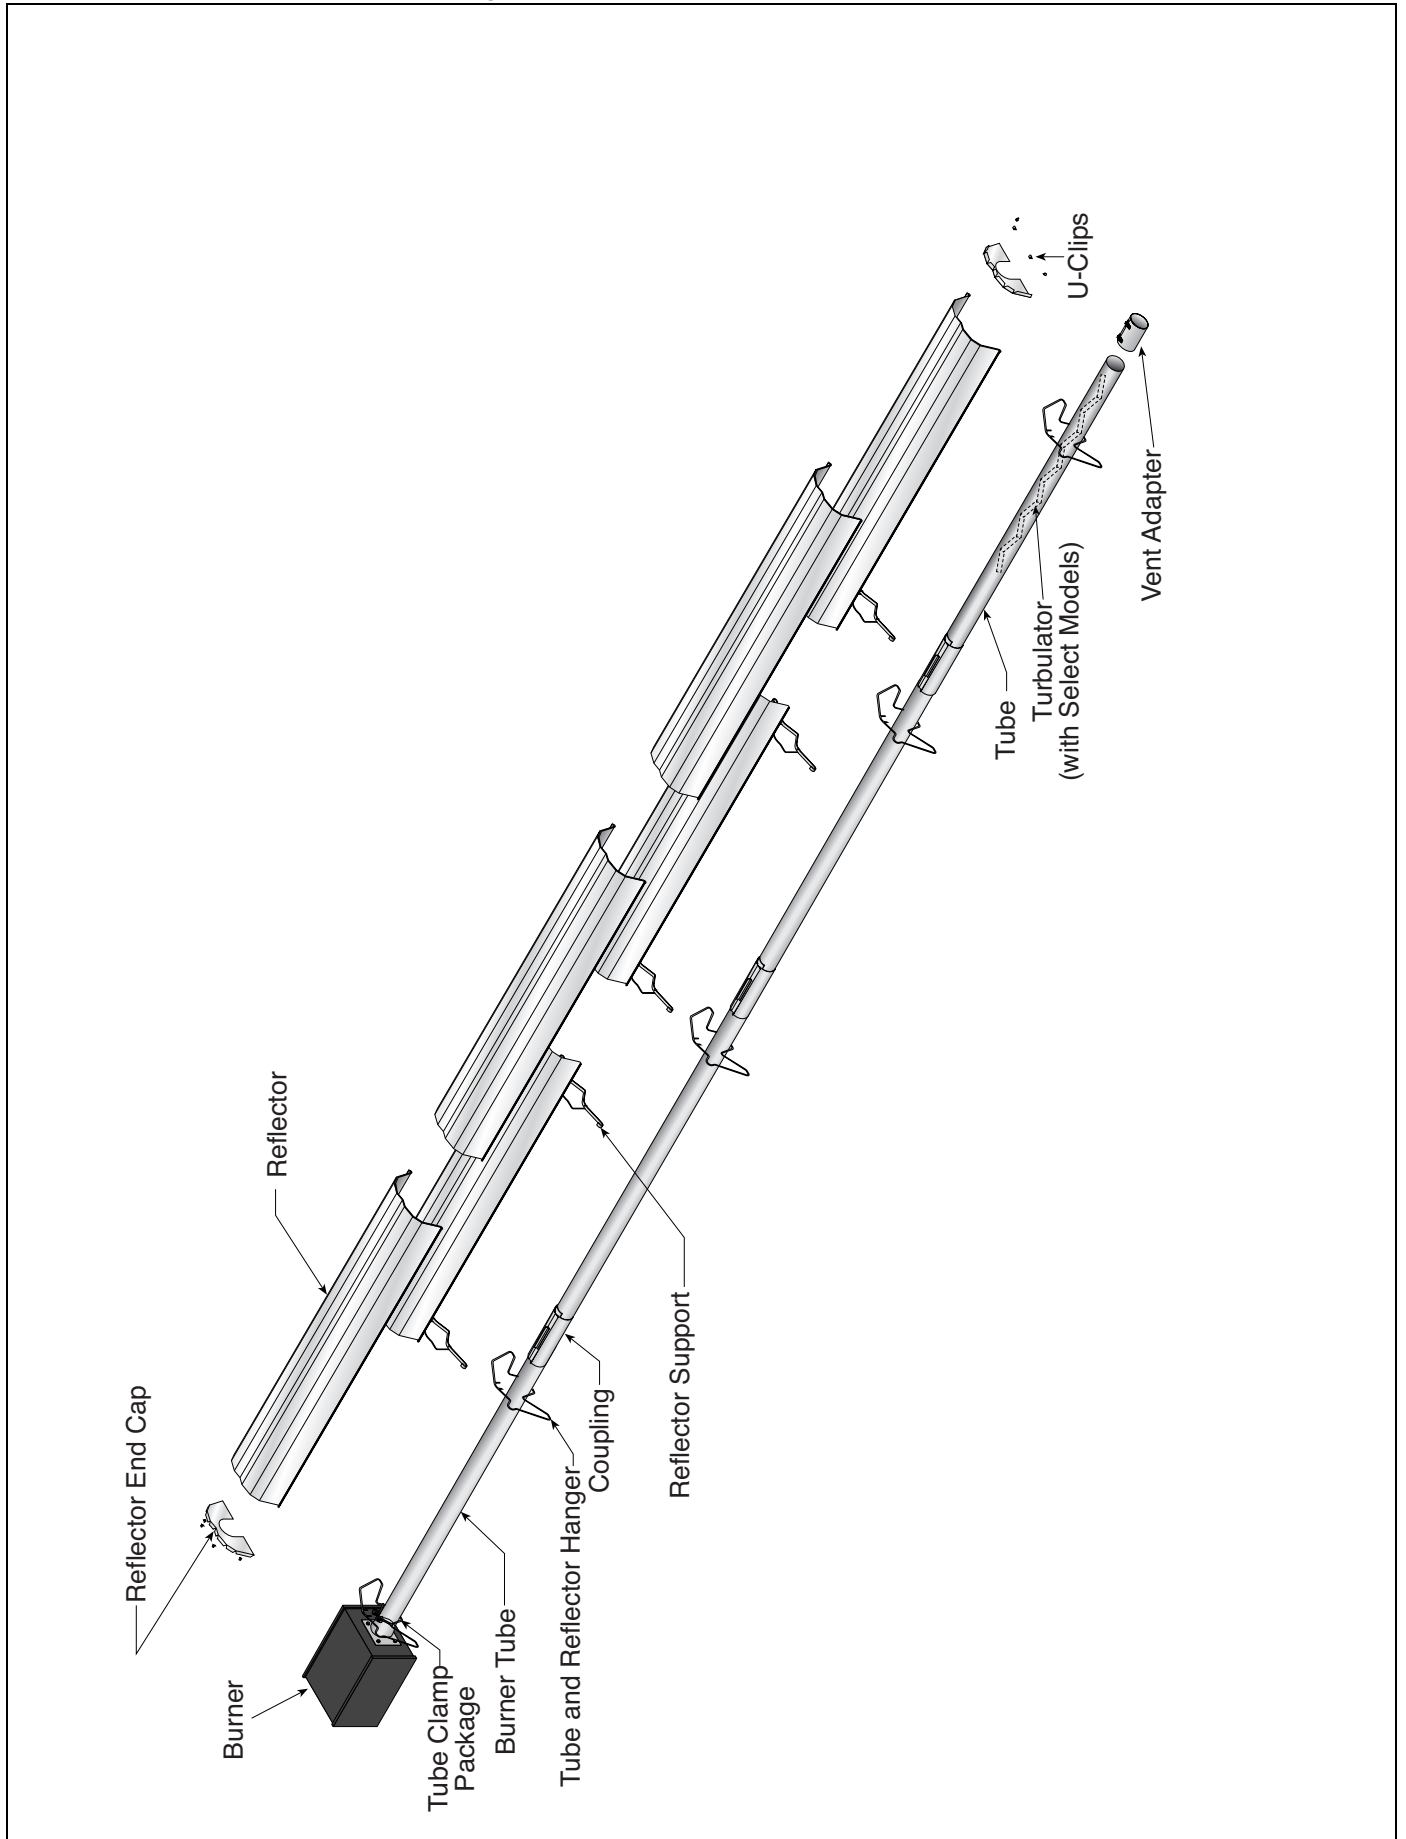 Reflector End Cap
Reflector
Burner
U-Clips
Tube Clamp
Package
Burner Tube
Tube and Reflector Hanger
Coupling
Reflector Support
Tube
Turbulator
(with Select Models)
Vent Adapter